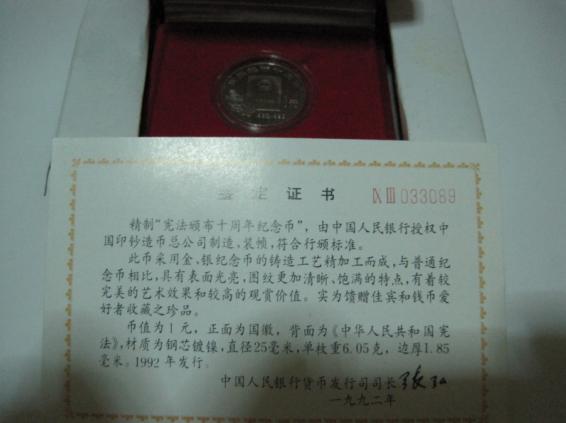 鉴定证书 ⅨⅢ033089
精制“宪法颁布十周年纪念币”，由中国人民银行授权中
国印钞造币总公司制造，装帧，符合行颁标准。
此币采用金、银纪念币的铸造工艺精加工而成，与普通纪
念币相比，具有表面光亮，图纹更加清晰、饱满的特点，有着较
完美的艺术效果和较高的观赏价值。实为馈赠佳宾和钱币爱
好者收藏之珍品。
币值为1元，正面为国徽，背面为《中华人民共和国宪
法》，材质为钢芯镀镍，直径25毫米，单枚重6.05克，边厚1.85
毫米。1992年发行。
中国人民银行货币发行司司长
一九九二年